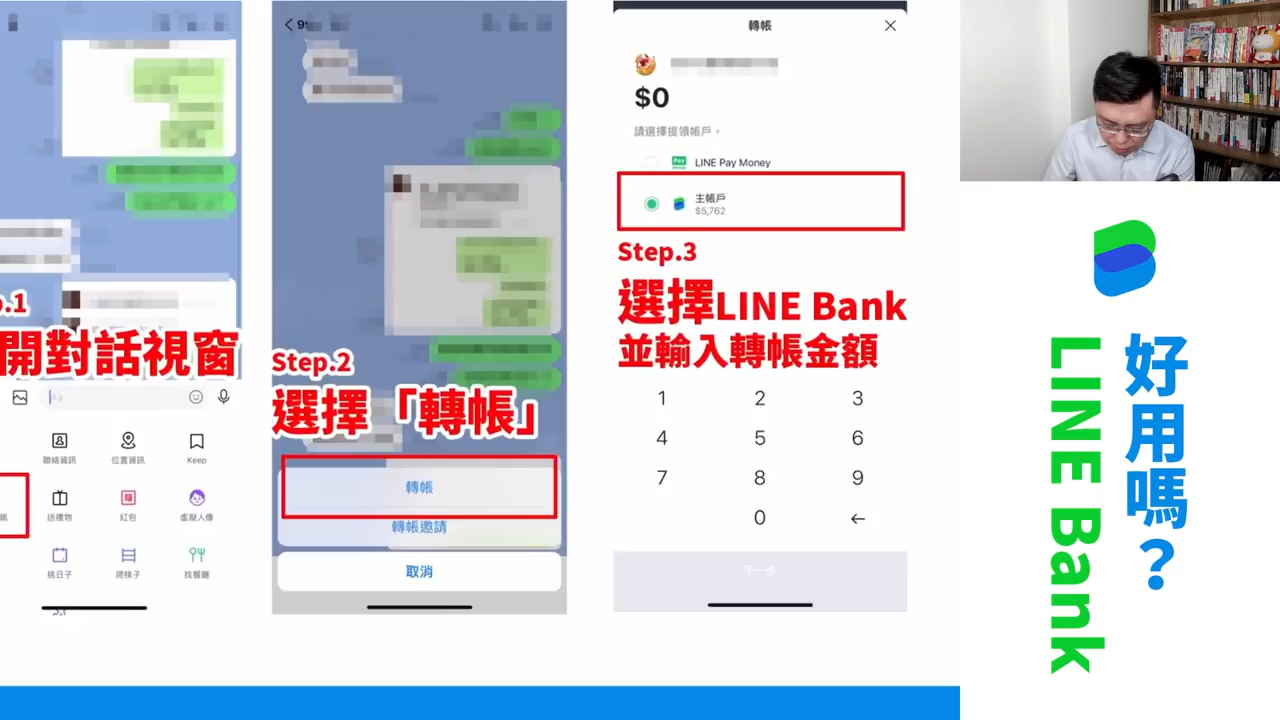 p.1
開對話視窗
聯絡資訊
位置資訊
Keep
帳
送禮物
紅包
虛擬人像
挑日子
爬梯子
找餐廳
Step.2
選擇「轉帳」
轉帳
轉帳邀請
取消
轉帳
$0
請選擇提領帳戶。
Pay
LINE Pay Money
主帳戶
$5,762
Step.3
選擇LINE Bank
並輸入轉帳金額
1 2 3
4 5 6
7 8 9
0
下一步
好用嗎？
LINE Bank